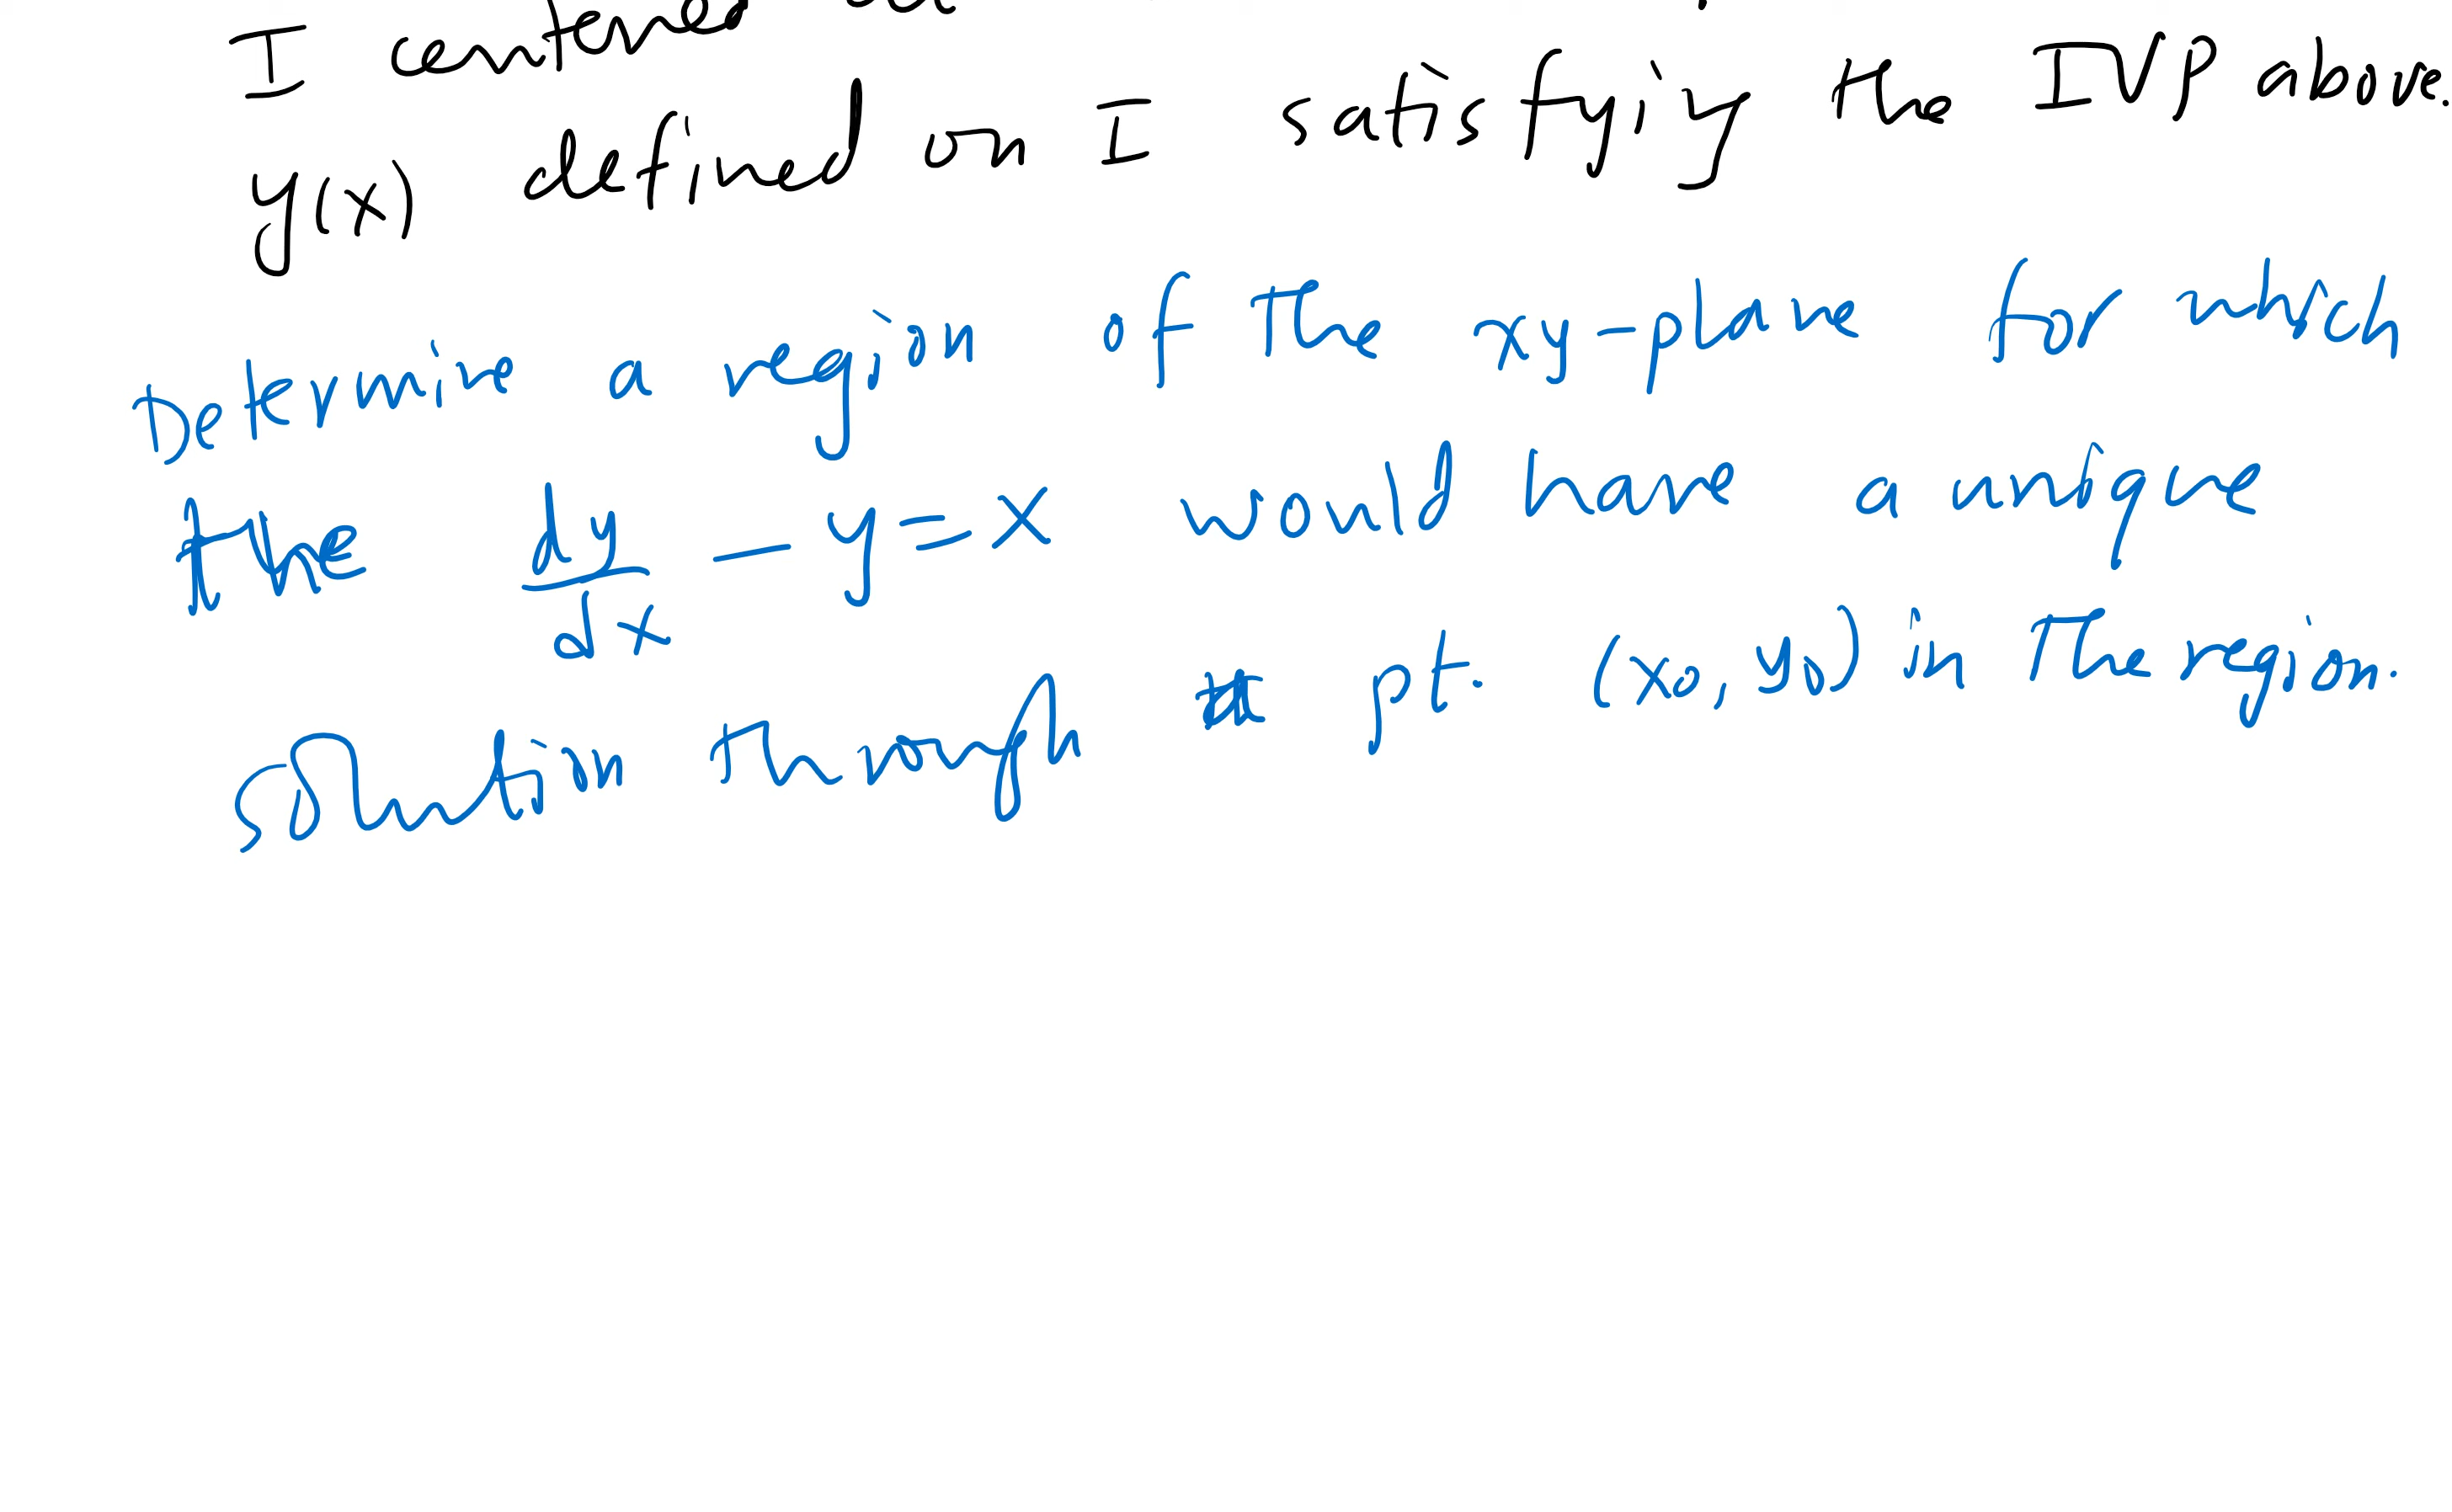 I centered
y(x) defined on I satisfying the IVP above.
Determine a region of the xy-plane for which
the dy/dx — y = x would have a unique
solution through pt. (x₀, y₀) in the region.